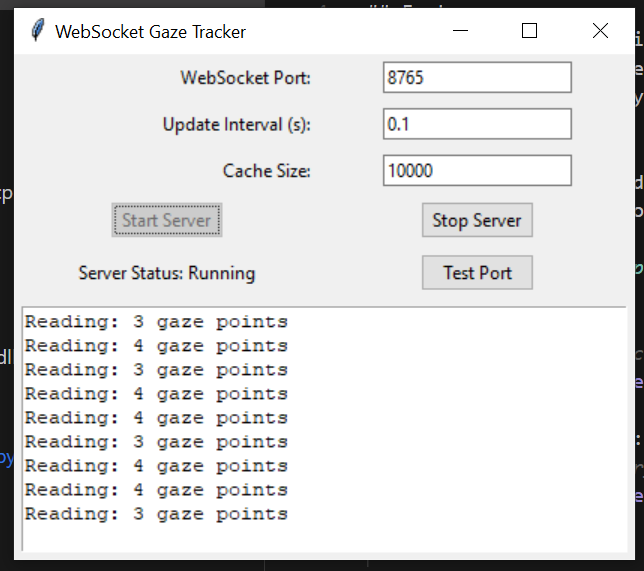 WebSocket Gaze Tracker
WebSocket Port: 8765
Update Interval (s): 0.1
Cache Size: 10000
Start Server Stop Server
Server Status: Running Test Port
Reading: 3 gaze points
Reading: 4 gaze points
Reading: 3 gaze points
Reading: 4 gaze points
Reading: 4 gaze points
Reading: 3 gaze points
Reading: 4 gaze points
Reading: 4 gaze points
Reading: 3 gaze points